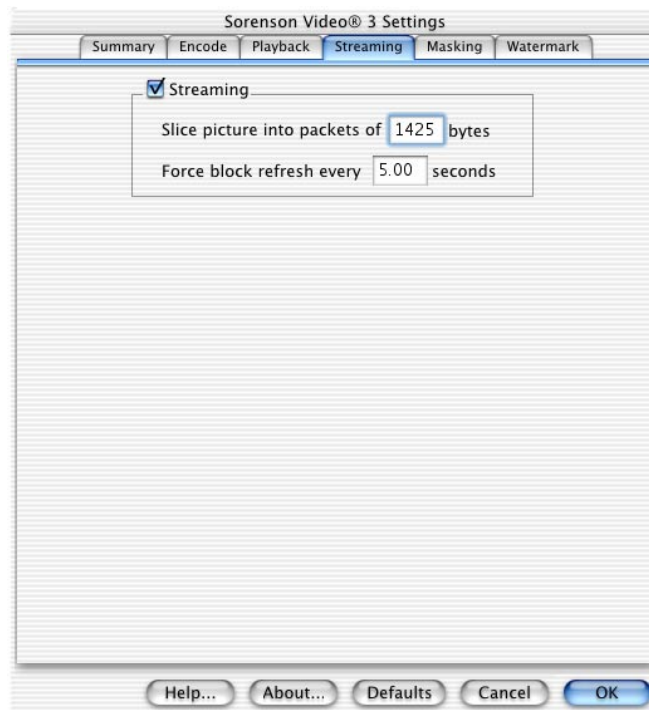 Sorenson Video® 3 Settings
Summary Encode Playback Streaming Masking Watermark
Streaming
Slice picture into packets of 1425 bytes
Force block refresh every 5.00 seconds
Help... About... Defaults Cancel OK